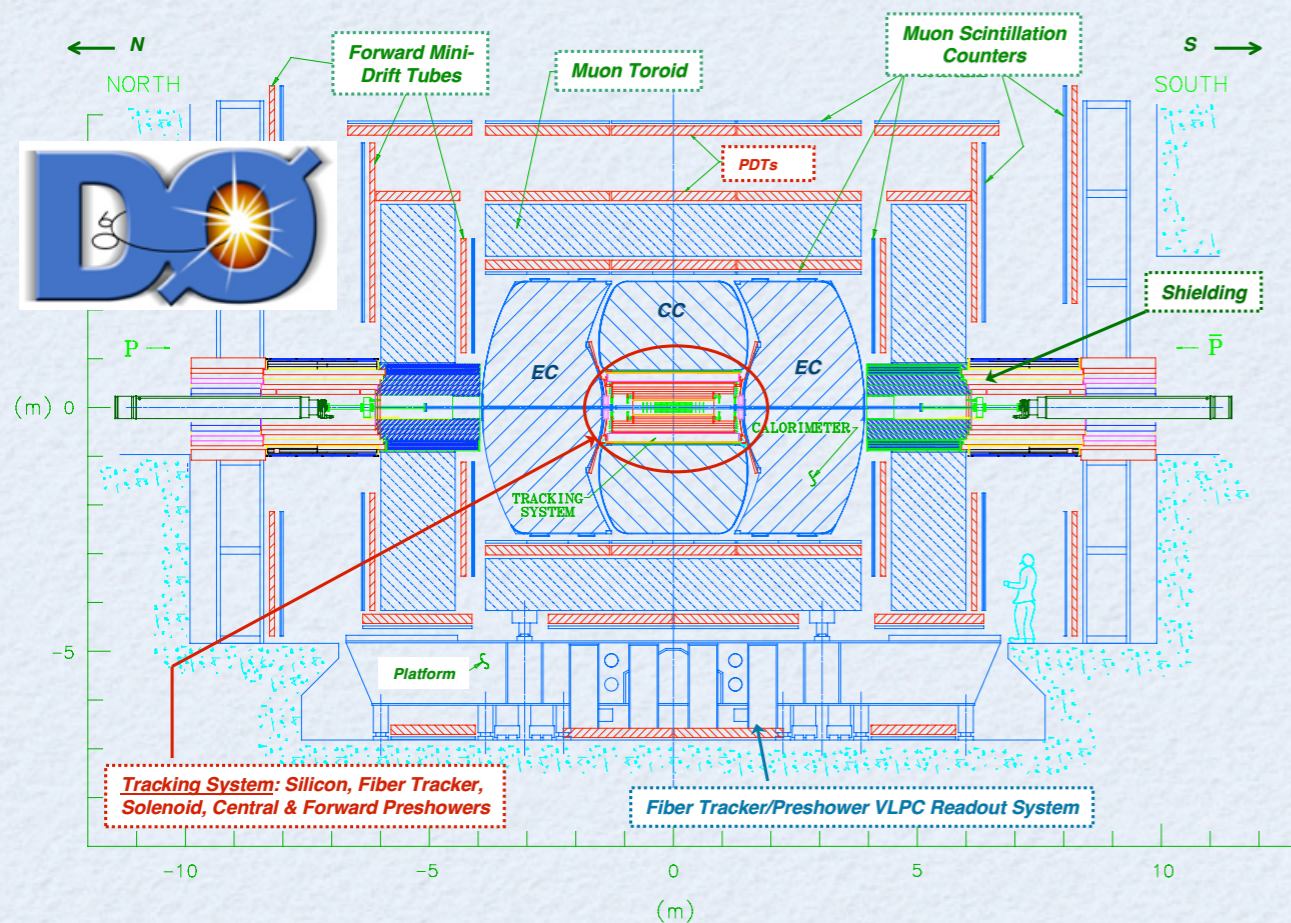 N
Forward Mini-
Drift Tubes
Muon Toroid
Muon Scintillation
Counters
S
NORTH
SOUTH
DØ
PDTs
Shielding
CC
EC
EC
P
P̅
(m) 0
CALORIMETER
TRACKING
SYSTEM
-5
Platform
Tracking System: Silicon, Fiber Tracker,
Solenoid, Central & Forward Preshowers
Fiber Tracker/Preshower VLPC Readout System
-10 -5 0 5 10
(m)